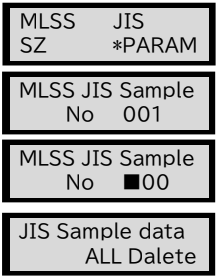 MLSS JIS
SZ *PARAM
MLSS JIS Sample
No 001
MLSS JIS Sample
No ■00
JIS Sample data
ALL Dalete